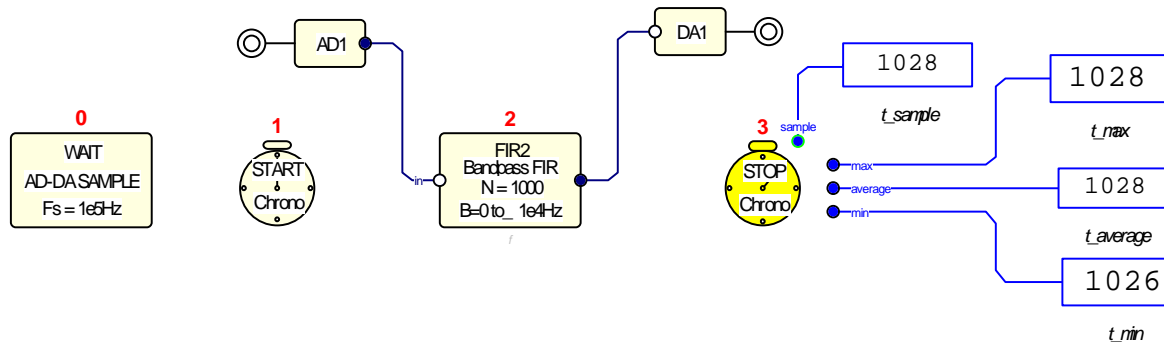 AD1
DA1
1028
t_sample
1028
t_max
0
WAIT
AD-DA SAMPLE
Fs = 1e5Hz
1
START
Chrono
2
FIR2
Bandpass FIR
N = 1000
B=0 to_ 1e4Hz
f
in
3
sample
STOP
Chrono
max
average
min
1028
t_average
1026
t_min